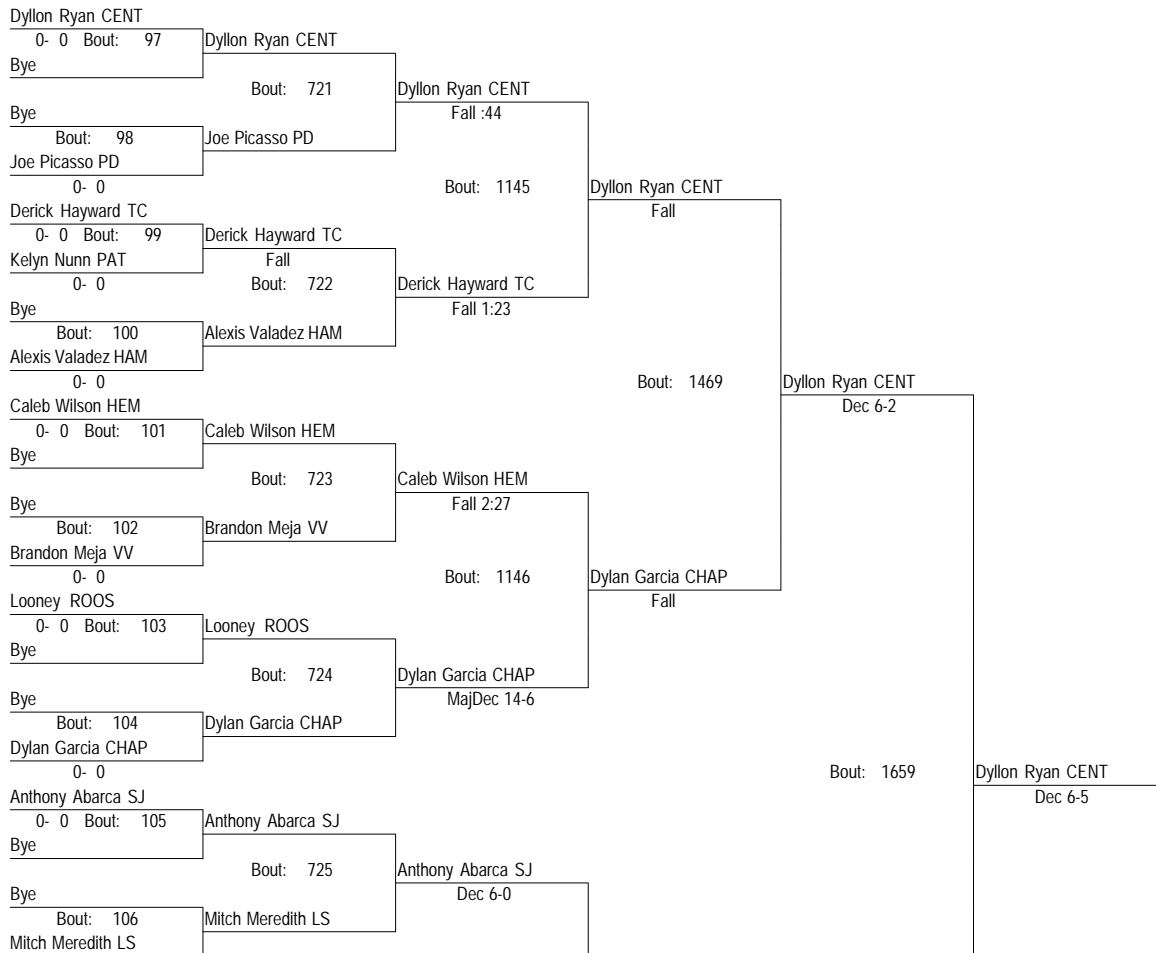 Dyllon Ryan CENT
0- 0 Bout: 97 Dyllon Ryan CENT
Bye
Bout: 721 Dyllon Ryan CENT
Bye Fall :44
Bout: 98 Joe Picasso PD
Joe Picasso PD
0- 0 Bout: 1145 Dyllon Ryan CENT
Derick Hayward TC Fall
0- 0 Bout: 99 Derick Hayward TC
Kelyn Nunn PAT Fall
0- 0 Bout: 722 Derick Hayward TC
Bye Fall 1:23
Bout: 100 Alexis Valadez HAM
Alexis Valadez HAM
0- 0 Bout: 1469 Dyllon Ryan CENT
Caleb Wilson HEM Dec 6-2
0- 0 Bout: 101 Caleb Wilson HEM
Bye
Bout: 723 Caleb Wilson HEM
Bye Fall 2:27
Bout: 102 Brandon Meja VV
Brandon Meja VV
0- 0 Bout: 1146 Dylan Garcia CHAP
Looney ROOS Fall
0- 0 Bout: 103 Looney ROOS
Bye
Bout: 724 Dylan Garcia CHAP
Bye MajDec 14-6
Bout: 104 Dylan Garcia CHAP
Dylan Garcia CHAP
0- 0 Bout: 1659 Dyllon Ryan CENT
Anthony Abarca SJ Dec 6-5
0- 0 Bout: 105 Anthony Abarca SJ
Bye
Bout: 725 Anthony Abarca SJ
Bye Dec 6-0
Bout: 106 Mitch Meredith LS
Mitch Meredith LS